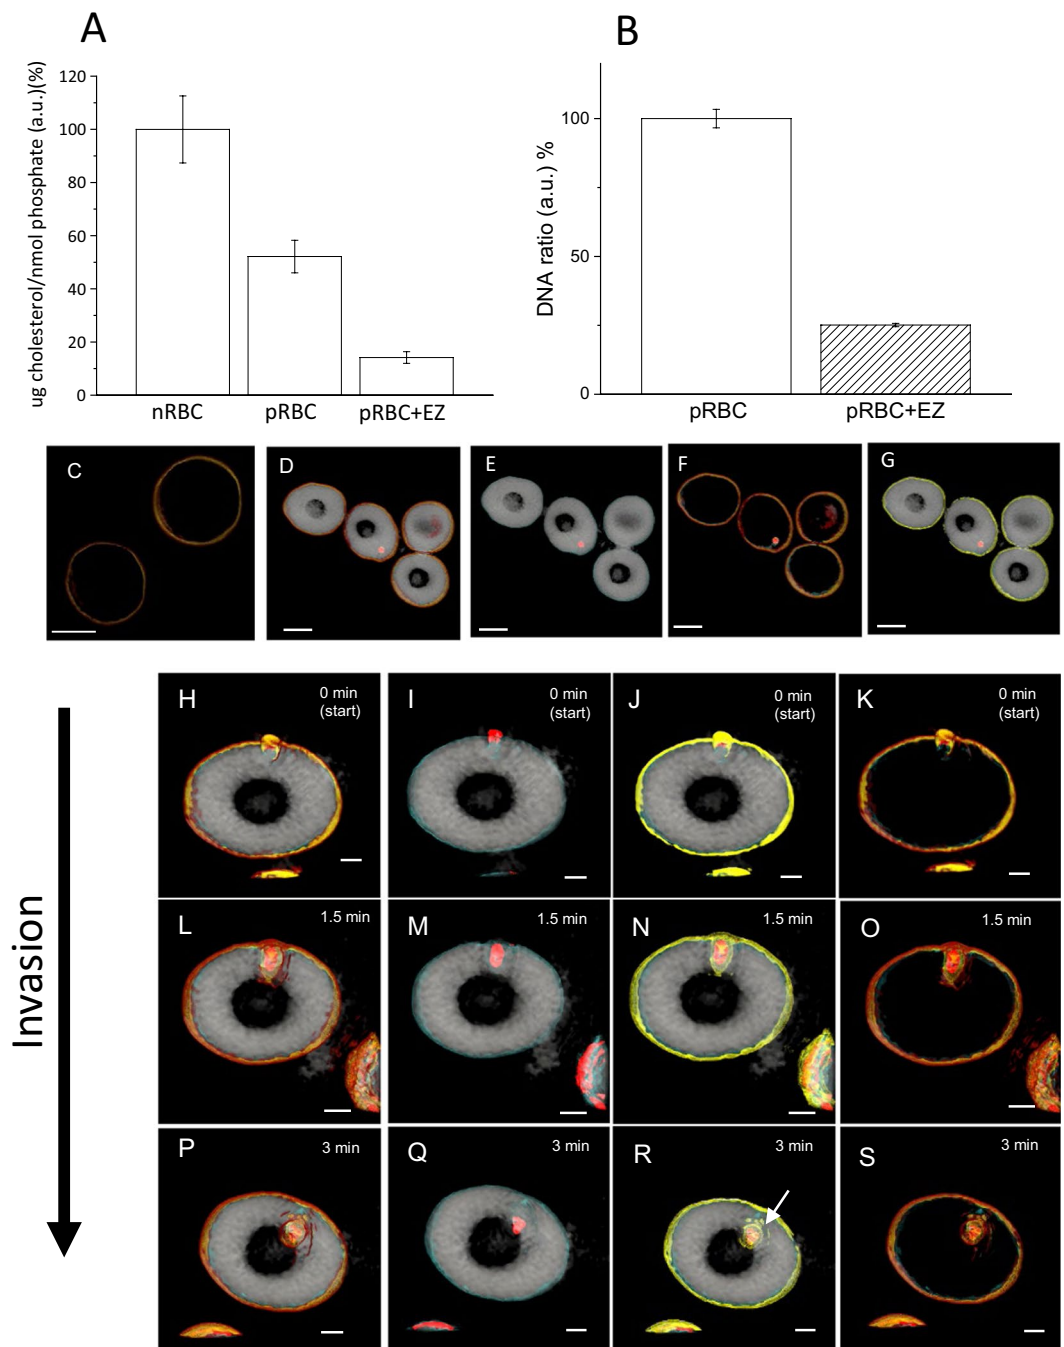 A
B
ug cholesterol/nmol phosphate (a.u.)(%)
120
100
80
60
40
20
0
nRBC
pRBC
pRBC+EZ
DNA ratio (a.u.) %
100
50
0
pRBC
pRBC+EZ
C
D
E
F
G
Invasion
H
0 min
(start)
I
0 min
(start)
J
0 min
(start)
K
0 min
(start)
L
1.5 min
M
1.5 min
N
1.5 min
O
1.5 min
P
3 min
Q
R
3 min
S
3 min